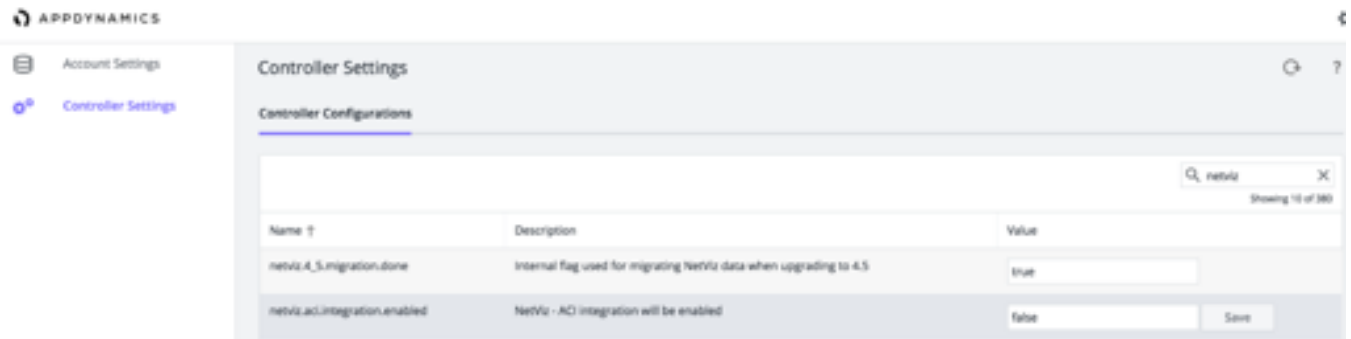 APPDYNAMICS
Account Settings
Controller Settings
Controller Settings
?
Controller Configurations
netviz
Showing 10 of 380
Name ↑ Description Value
netviz.4_5.migration.done Internal flag used for migrating NetViz data when upgrading to 4.5 true
netviz.aci.integration.enabled NetViz - ACI integration will be enabled false Save